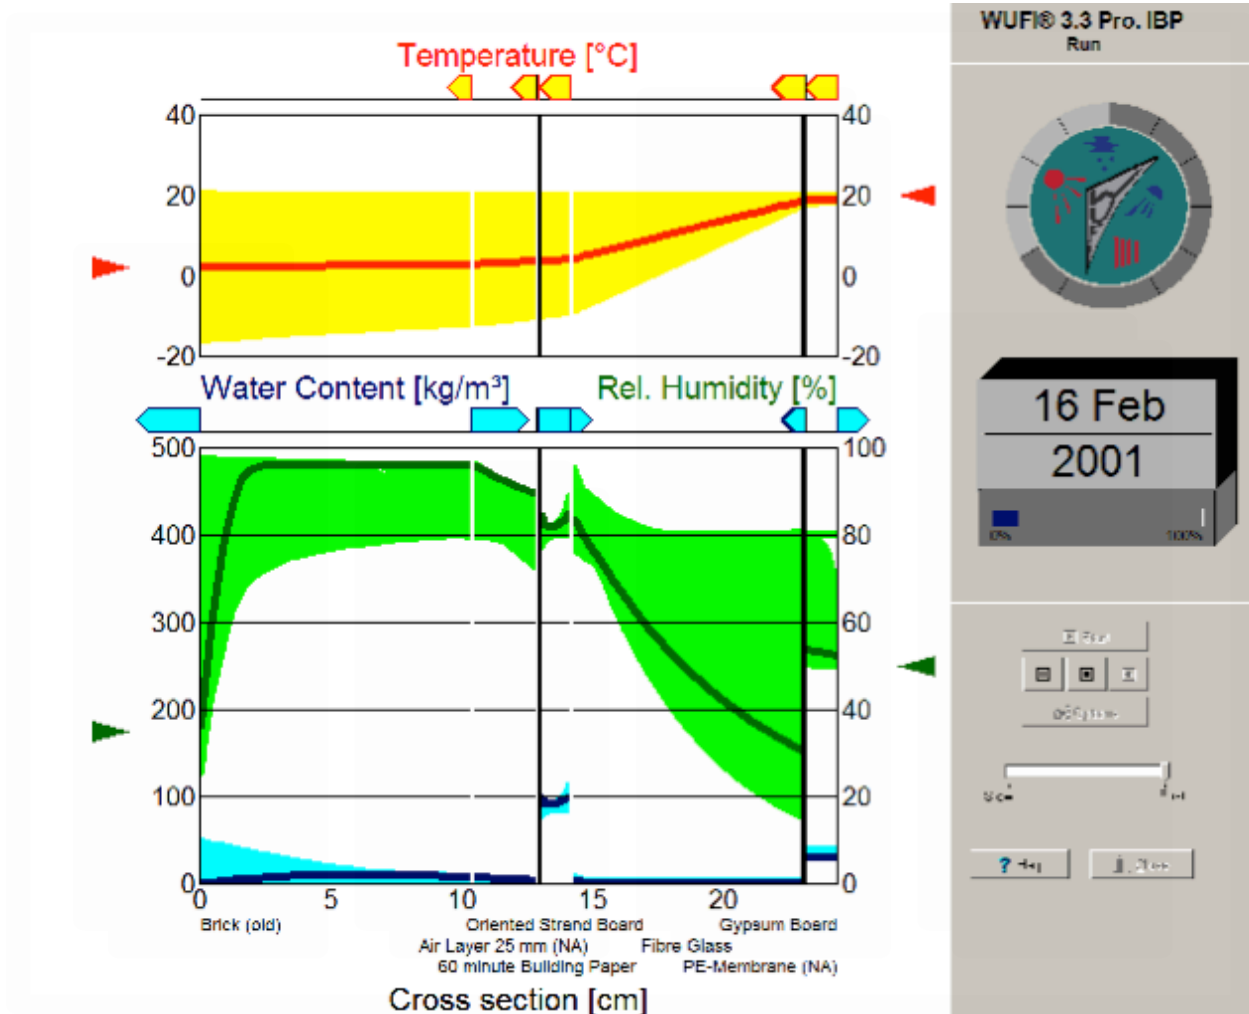 WUFI® 3.3 Pro. IBP
Run
Temperature [°C]
40 40
20 20
0 0
-20 -20
Water Content [kg/m³] Rel. Humidity [%]
500 100
400 80
300 60
200 40
100 20
0 0
0 5 10 15 20
Brick (old) Oriented Strand Board Gypsum Board
Air Layer 25 mm (NA) Fibre Glass
60 minute Building Paper PE-Membrane (NA)
Cross section [cm]
16 Feb
2001
0% 100%
? Help